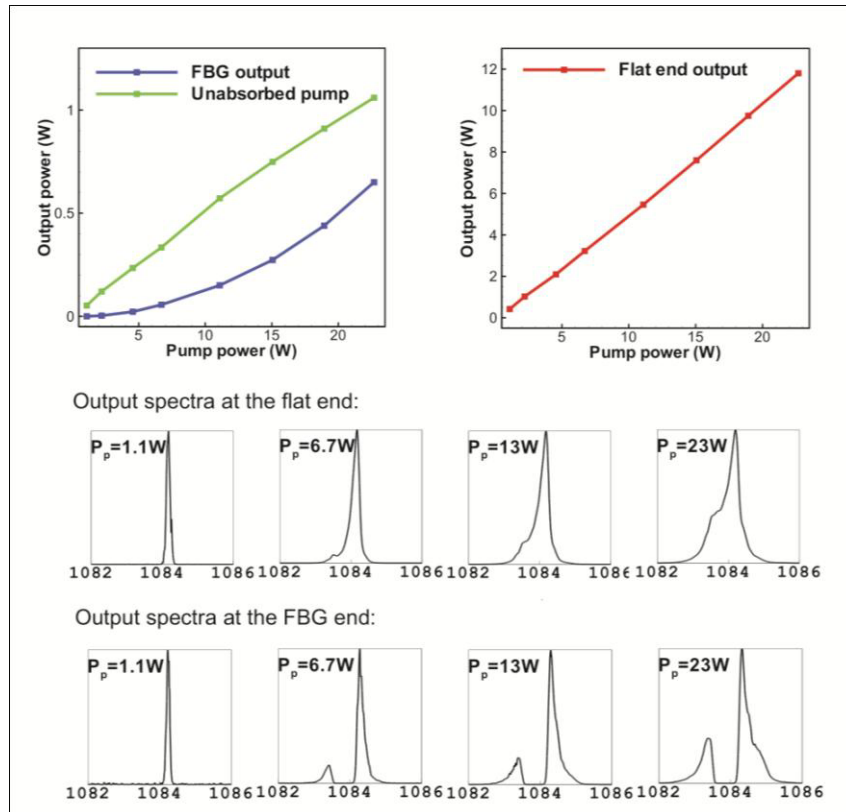 FBG output
Unabsorbed pump
Output power (W)
1
0.5
0
5 10 15 20
Pump power (W)
Flat end output
Output power (W)
12
10
8
6
4
2
0
5 10 15 20
Pump power (W)
Output spectra at the flat end:
Pp=1.1W Pp=6.7W Pp=13W Pp=23W
1082 1084 1086 1082 1084 1086 1082 1084 1086 1082 1084 1086
Output spectra at the FBG end:
Pp=1.1W Pp=6.7W Pp=13W Pp=23W
1082 1084 1086 1082 1084 1086 1082 1084 1086 1082 1084 1086